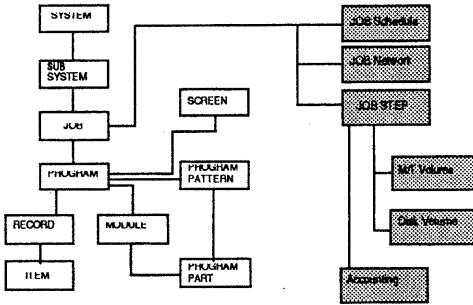 SYSTEM
JOB Schedule
SUB
SYSTEM
JOB Network
SCREEN
JOB STEP
JOB
PROGRAM
PROGRAM
PATTERN
M/T Volume
RECORD
MODULE
Disk Volume
ITEM
PROGRAM
PART
Accounting